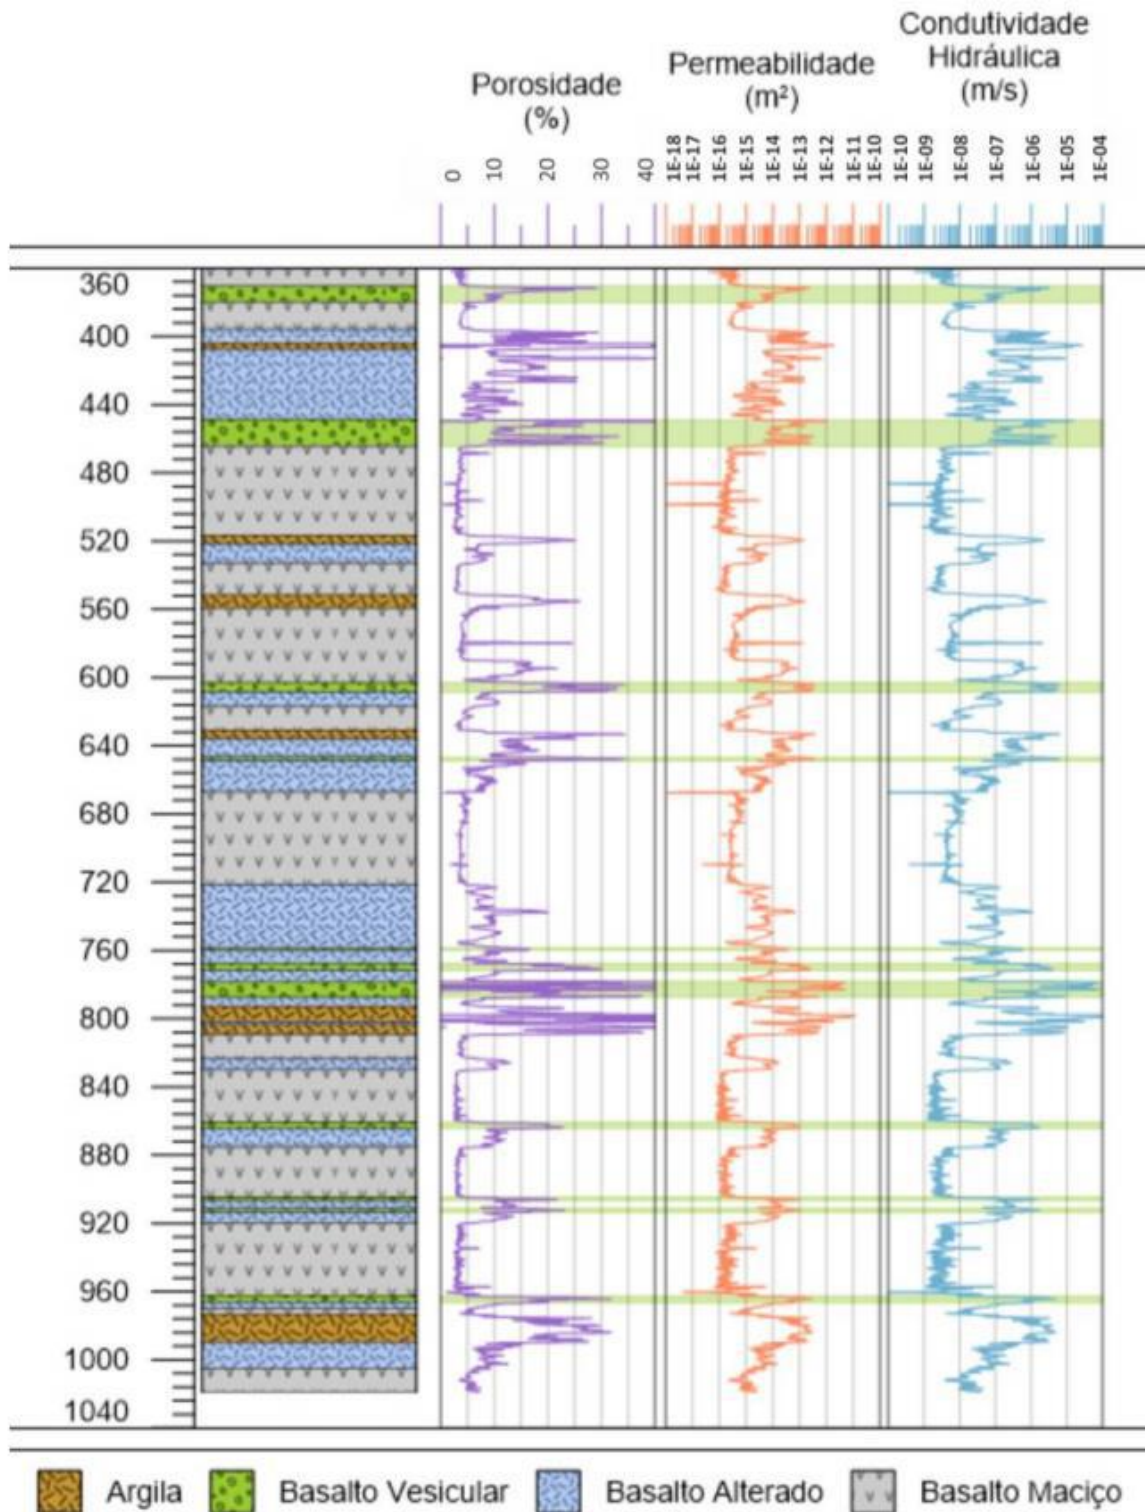 Porosidade
(%)
Permeabilidade
(m²)
Condutividade
Hidráulica
(m/s)
0
10
20
30
40
1E-18
1E-17
1E-16
1E-15
1E-14
1E-13
1E-12
1E-11
1E-10
1E-10
1E-09
1E-08
1E-07
1E-06
1E-05
1E-04
360
400
440
480
520
560
600
640
680
720
760
800
840
880
920
960
1000
1040
Argila
Basalto Vesicular
Basalto Alterado
Basalto Maciço